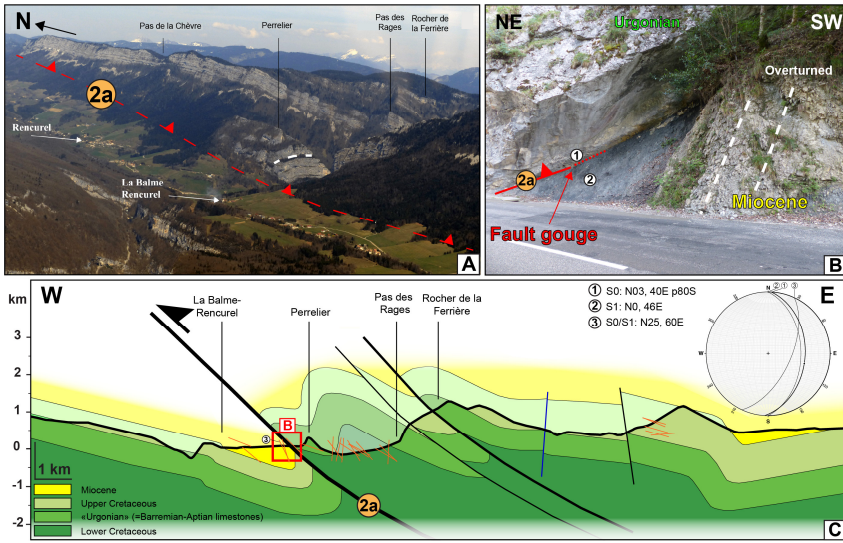 N
Pas de la Chèvre
Perrelier
Pas des
Rages
Rocher de
la Ferrière
2a
Rencurel
La Balme
Rencurel
A
NE
Urgonian
SW
Overturned
1
2a
2
Miocene
Fault gouge
B
km
W
La Balme-
Rencurel
Perrelier
Pas des
Rages
Rocher de la
Ferrière
1 S0: N03, 40E p80S
2 S1: N0, 46E
3 S0/S1: N25, 60E
E
N
2 1 3
W
E
S
3
2
1
0
-1
-2
3
B
1 km
2a
Miocene
Upper Cretaceous
«Urgonian» (=Barremian-Aptian limestones)
Lower Cretaceous
C